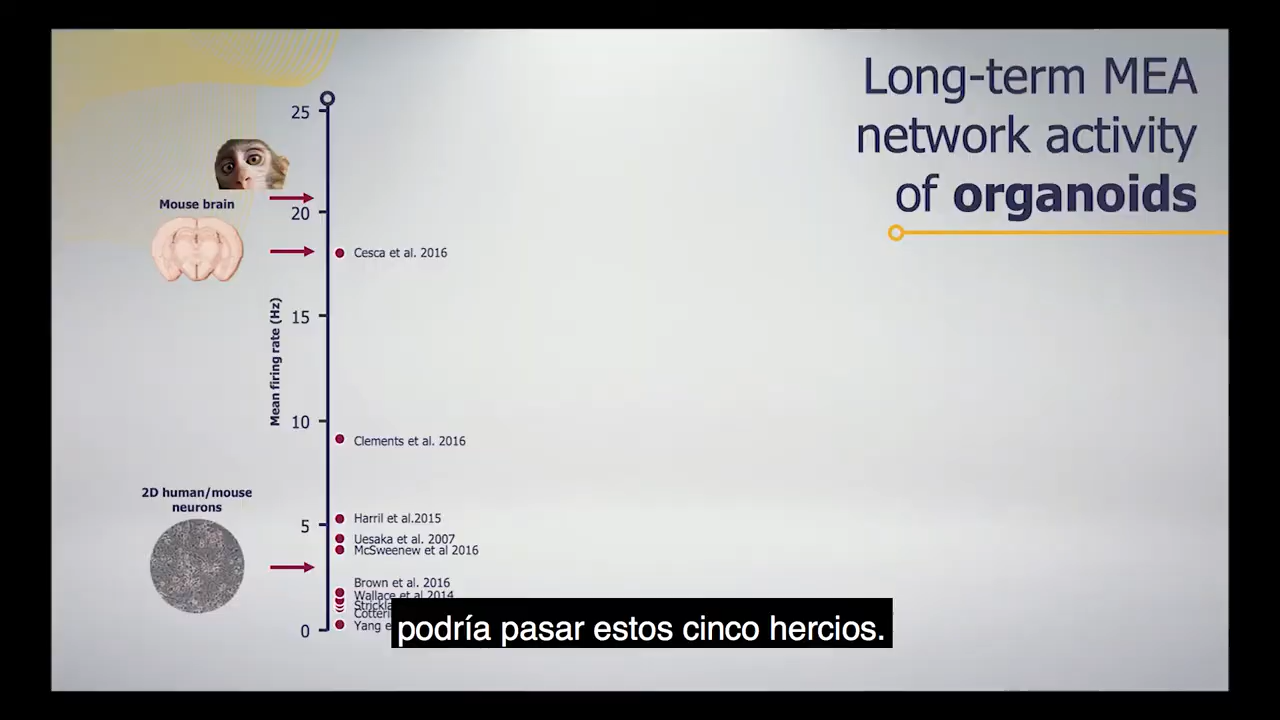 Long-term MEA
network activity
of organoids
25
20
15
10
5
0
Mean firing rate (Hz)
Mouse brain
2D human/mouse
neurons
Cesca et al. 2016
Clements et al. 2016
Harril et al.2015
Uesaka et al. 2007
McSweenew et al 2016
Brown et al. 2016
Wallace et al 2014
Yang e
podría pasar estos cinco hercios.